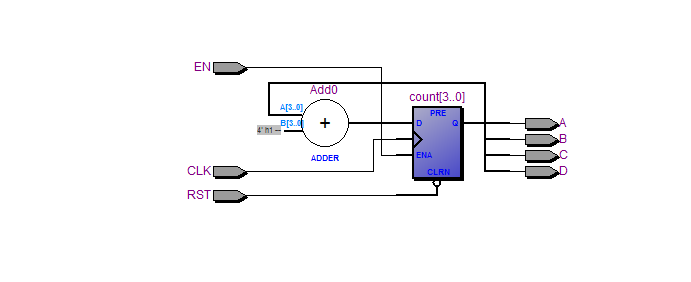 EN
Add0
A[3..0]
B[3..0]
4' h1
+
ADDER
count[3..0]
PRE
D
Q
ENA
CLRN
A
B
C
D
CLK
RST